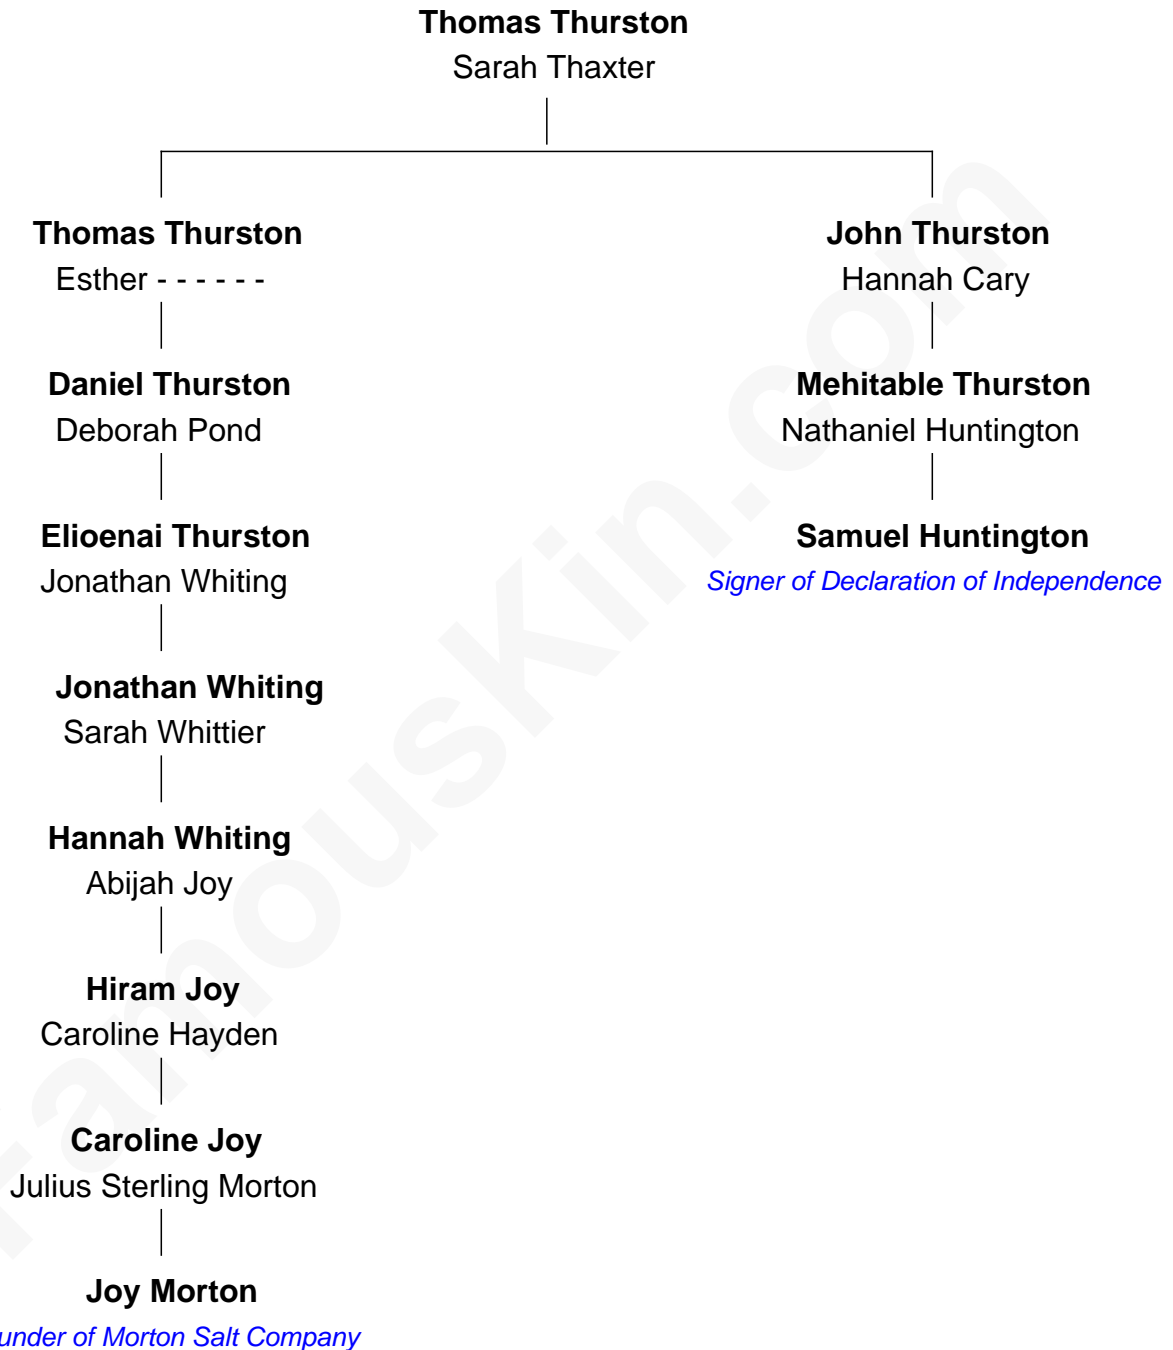 Thomas Thurston
Sarah Thaxter
Thomas Thurston
Esther - - - - - -
John Thurston
Hannah Cary
Daniel Thurston
Deborah Pond
Mehitable Thurston
Nathaniel Huntington
Elioenai Thurston
Jonathan Whiting
Samuel Huntington
Signer of Declaration of Independence
Jonathan Whiting
Sarah Whittier
Hannah Whiting
Abijah Joy
Hiram Joy
Caroline Hayden
Caroline Joy
Julius Sterling Morton
Joy Morton
under of Morton Salt Company
FamousKin.com